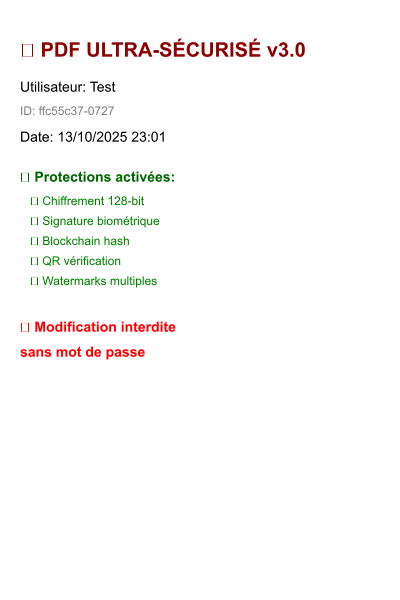 PDF ULTRA-SÉCURISÉ v3.0
Utilisateur: Test
ID: ffc55c37-0727
Date: 13/10/2025 23:01
Protections activées:
Chiffrement 128-bit
Signature biométrique
Blockchain hash
QR vérification
Watermarks multiples
Modification interdite
sans mot de passe